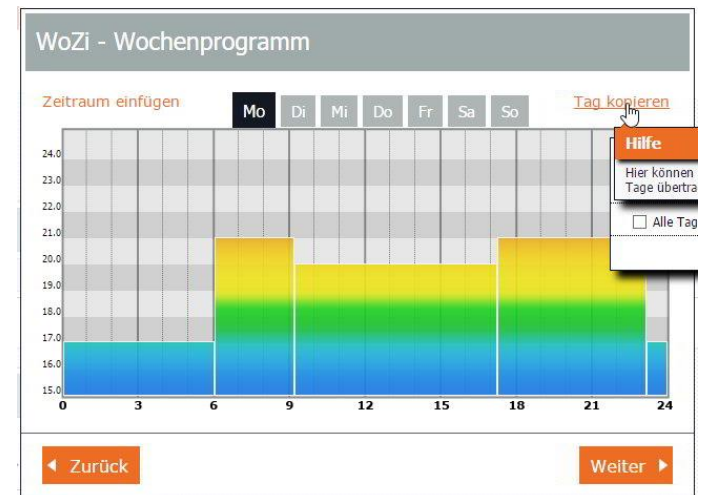 WoZi - Wochenprogramm
Zeitraum einfügen
Mo Di Mi Do Fr Sa So
Tag kopieren
Hilfe
Hier können
Tage übertra
Alle Tag
24.0
23.0
22.0
21.0
20.0
19.0
18.0
17.0
16.0
15.0
0 3 6 9 12 15 18 21 24
Zurück
Weiter